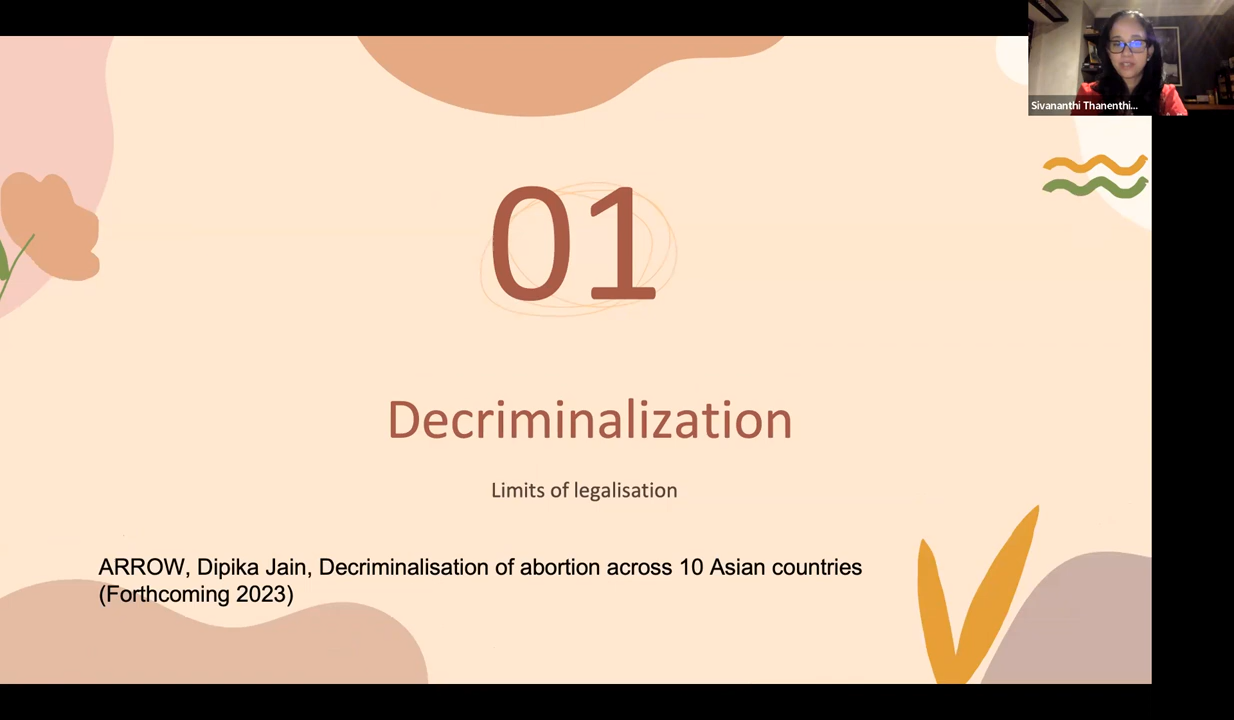 Sivananthi Thanenthi...
01
Decriminalization
Limits of legalisation
ARROW, Dipika Jain, Decriminalisation of abortion across 10 Asian countries
(Forthcoming 2023)